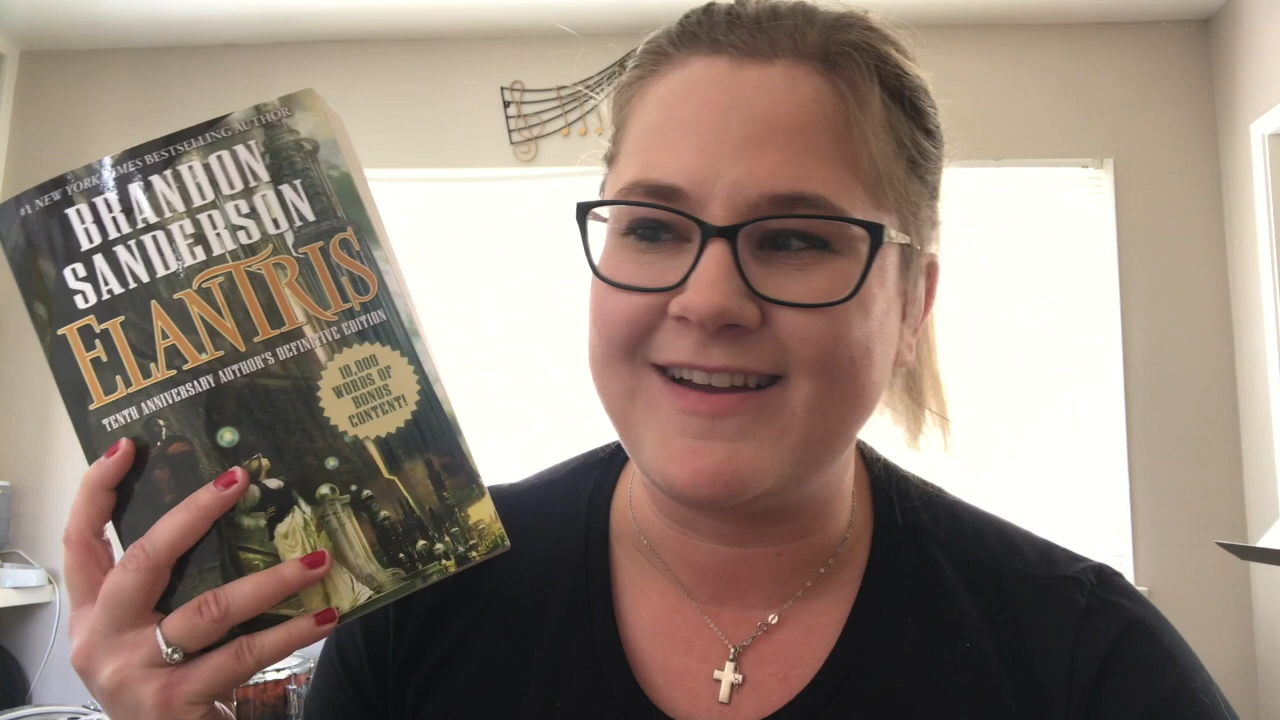 #1 NEW YORK TIMES BESTSELLING AUTHOR
BRANDON
SANDERSON
ELANTRIS
TENTH ANNIVERSARY AUTHOR'S DEFINITIVE EDITION
10,000
WORDS OF
BONUS
CONTENT!